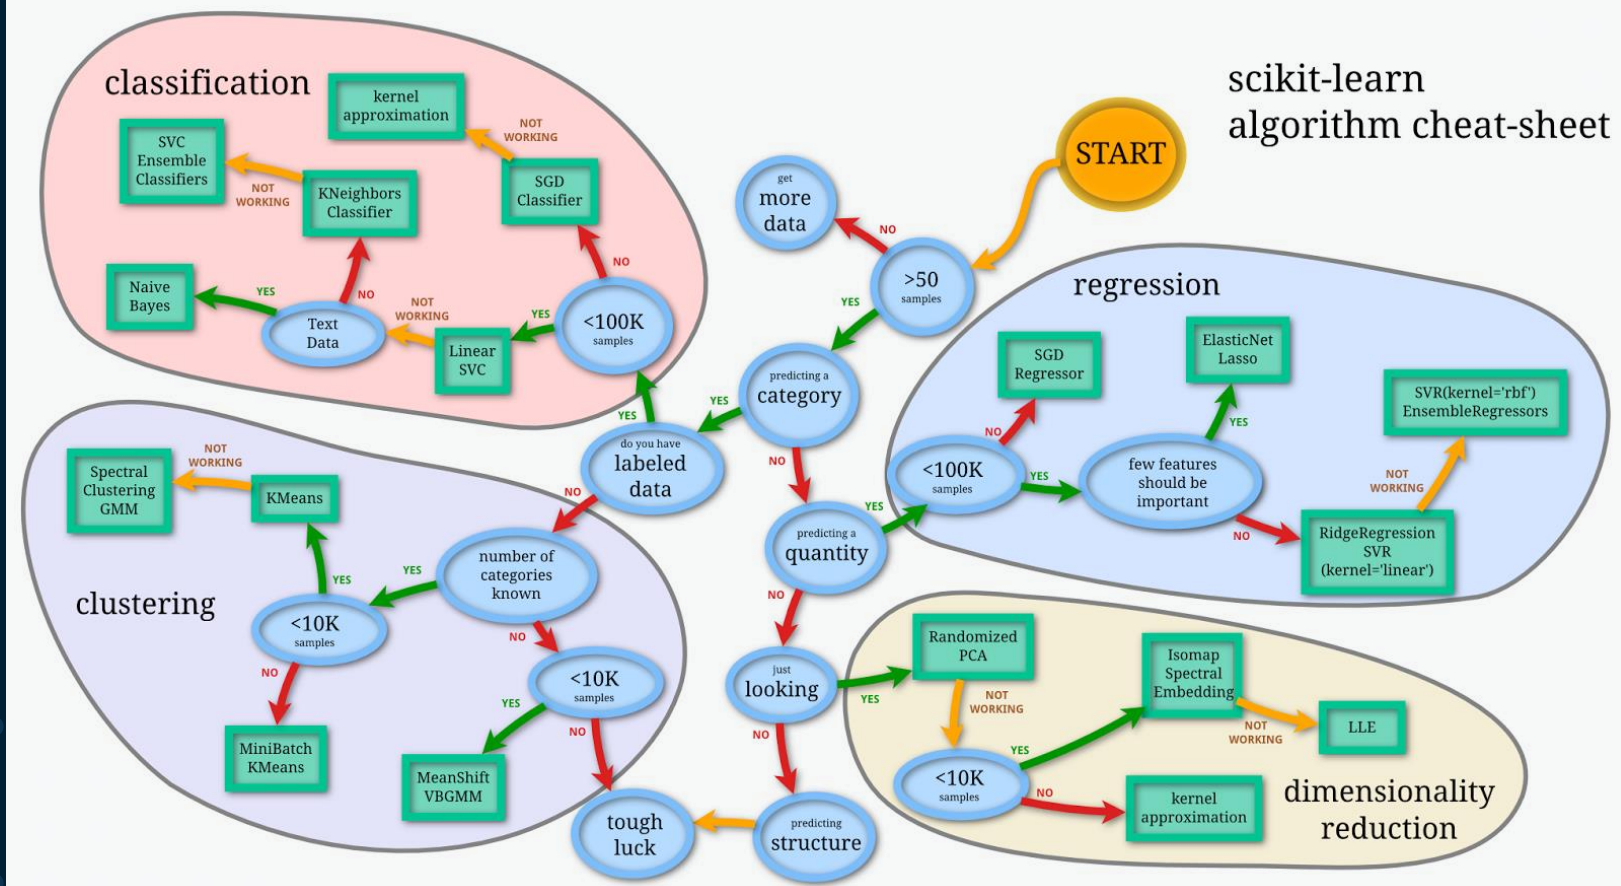 scikit-learn
algorithm cheat-sheet
START
classification
kernel
approximation
NOT
WORKING
SVC
Ensemble
Classifiers
NOT
WORKING
KNeighbors
Classifier
SGD
Classifier
NO
Naive
Bayes
YES
Text
Data
NO
NOT
WORKING
Linear
SVC
YES
<100K
samples
YES
get
more
data
NO
>50
samples
YES
predicting a
category
YES
do you have
labeled
data
NO
NO
predicting a
quantity
YES
NO
just
looking
YES
NO
predicting
structure
tough
luck
regression
SGD
Regressor
NO
<100K
samples
YES
ElasticNet
Lasso
YES
few features
should be
important
NO
SVR(kernel='rbf')
EnsembleRegressors
NOT
WORKING
RidgeRegression
SVR
(kernel='linear')
clustering
Spectral
Clustering
GMM
NOT
WORKING
KMeans
YES
<10K
samples
NO
MiniBatch
KMeans
number of
categories
known
YES
NO
<10K
samples
YES
NO
MeanShift
VBGMM
Randomized
PCA
NOT
WORKING
<10K
samples
YES
NO
Isomap
Spectral
Embedding
NOT
WORKING
LLE
kernel
approximation
dimensionality
reduction